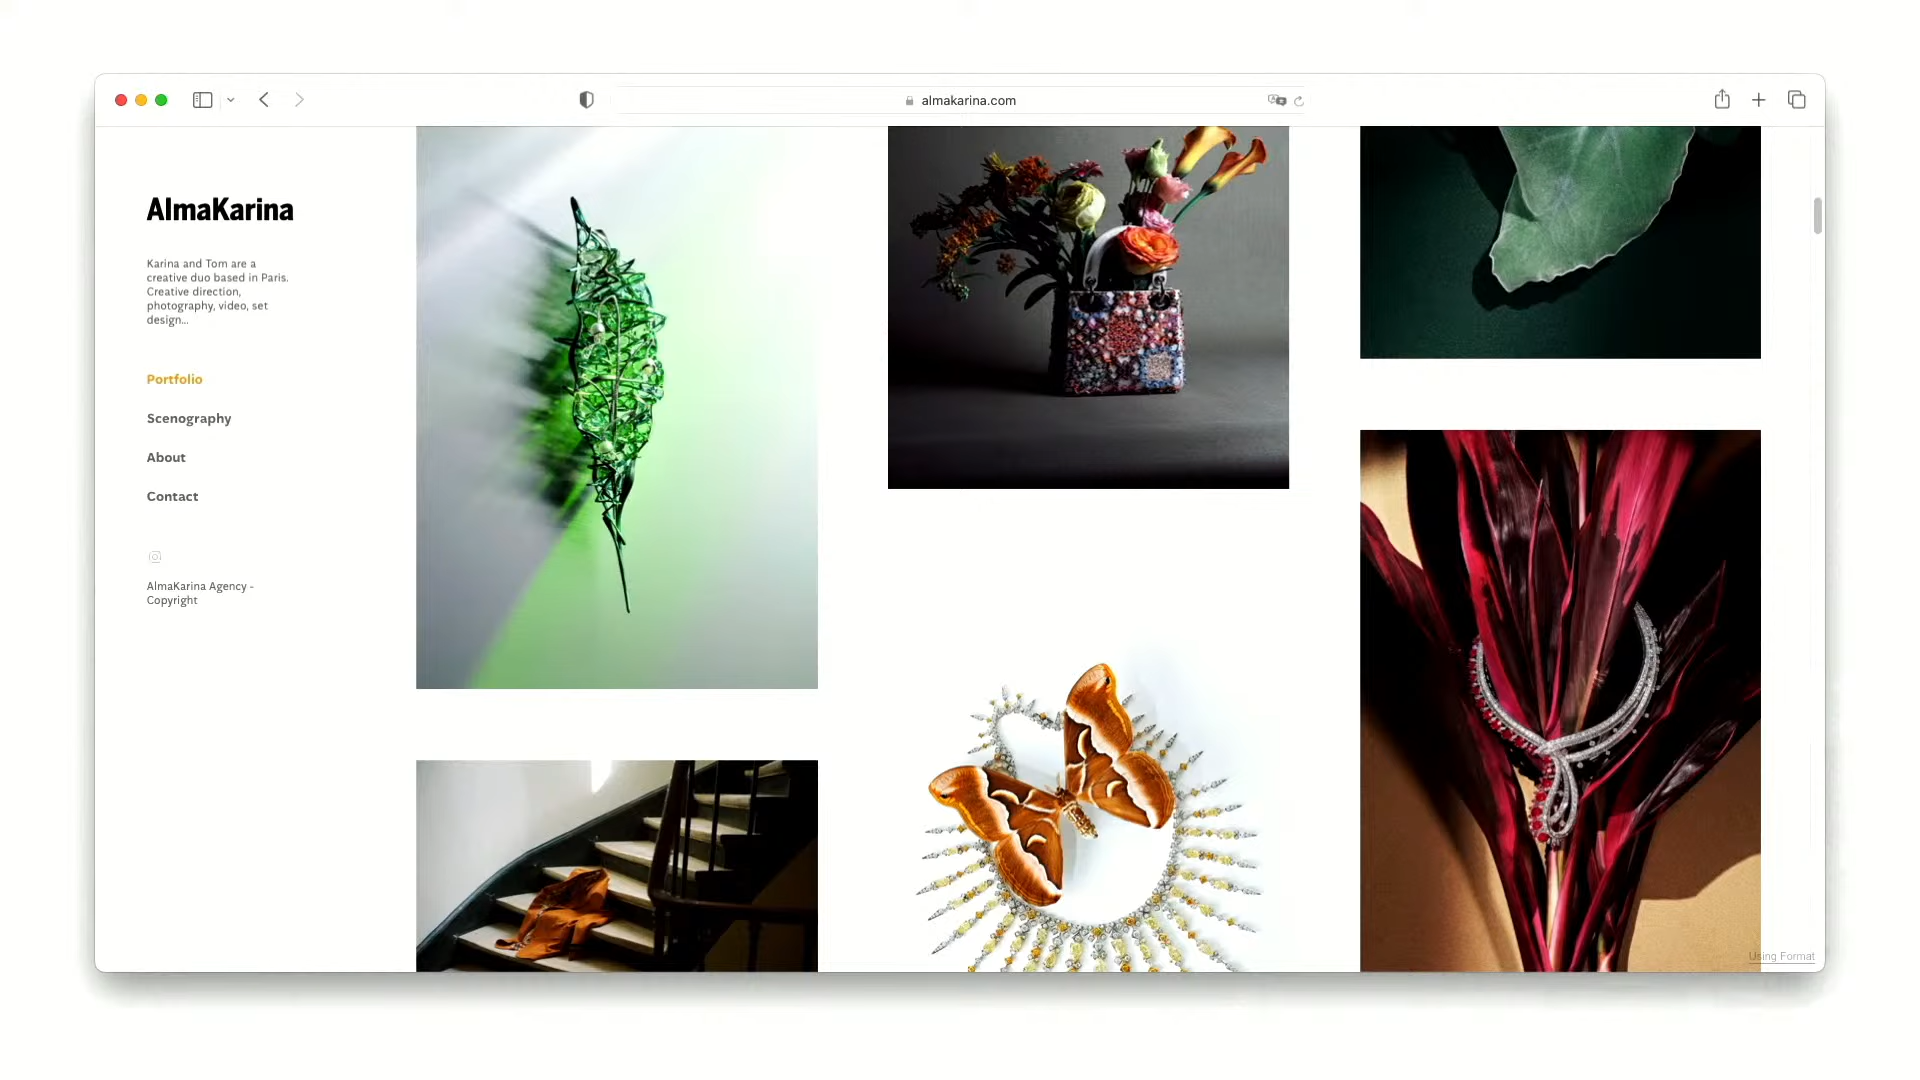 almakarina.com
AlmaKarina
Karina and Tom are a
creative duo based in Paris.
Creative direction,
photography, video, set
design...
Portfolio
Scenography
About
Contact
AlmaKarina Agency -
Copyright
Using Format